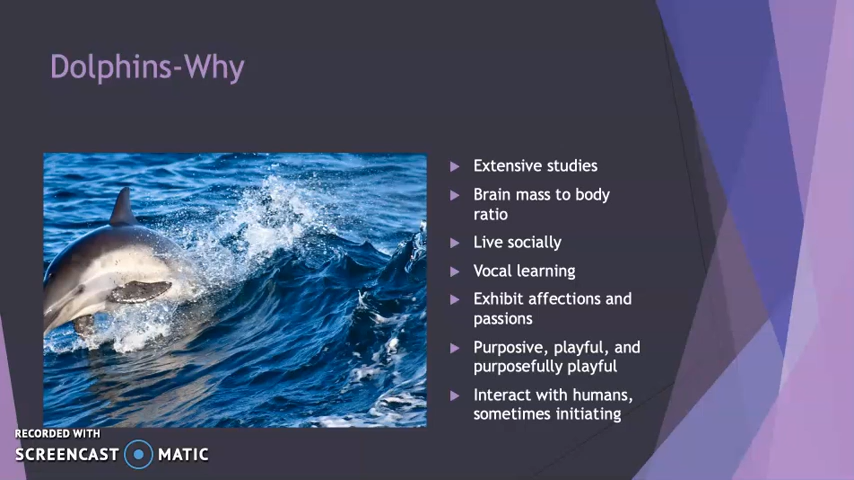 Dolphins-Why
Extensive studies
Brain mass to body
ratio
Live socially
Vocal learning
Exhibit affections and
passions
Purposive, playful, and
purposefully playful
Interact with humans,
sometimes initiating
RECORDED WITH
SCREENCAST MATIC